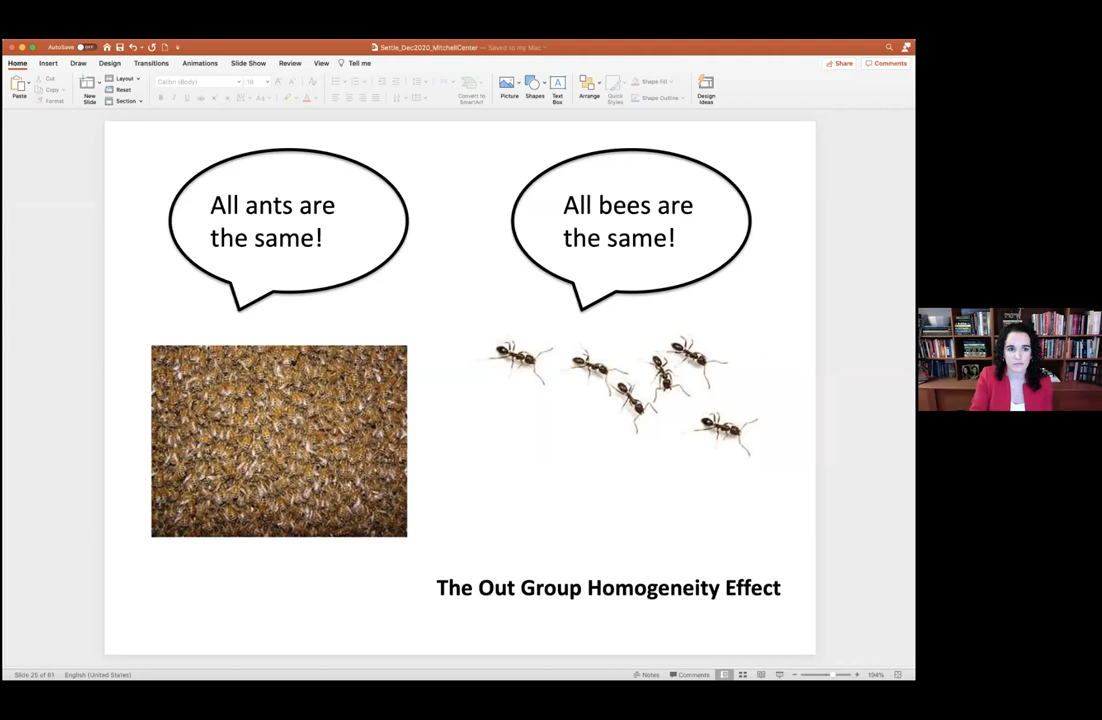 AutoSave OFF
Settle_Dec2020_MitchellCenter — Saved to my Mac
Home Insert Draw Design Transitions Animations Slide Show Review View Tell me
Share Comments
Paste
Cut
Copy
Format
New
Slide
Layout
Reset
Section
Calibri (Body) 18
Convert to
SmartArt
Picture
Shapes
Text
Box
Arrange
Quick
Styles
Shape Fill
Shape Outline
Design
Ideas
All ants are
the same!
All bees are
the same!
The Out Group Homogeneity Effect
Slide 25 of 61 English (United States)
Notes Comments 194%